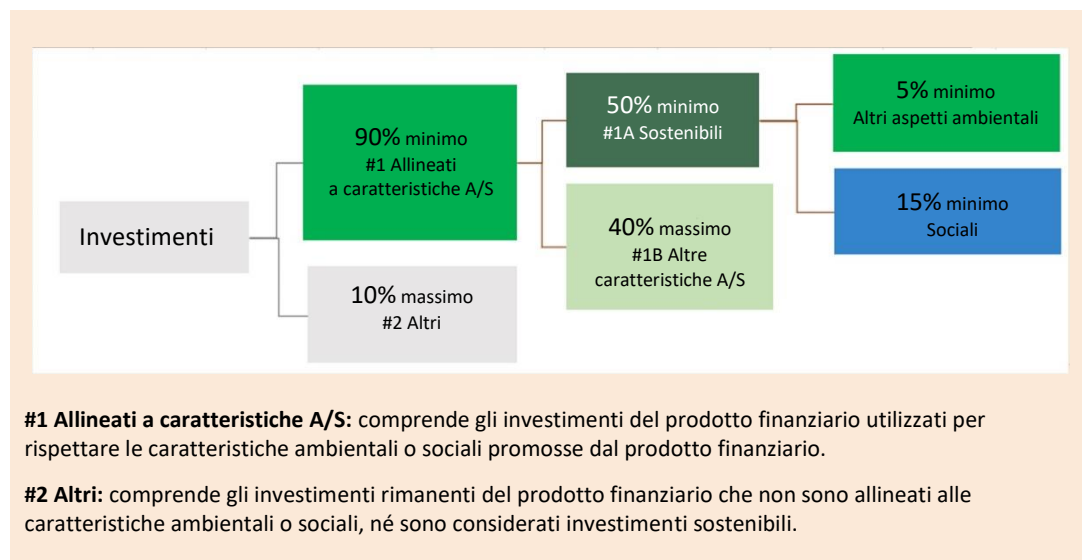 Investimenti
90% minimo
#1 Allineati
a caratteristiche A/S
10% massimo
#2 Altri
50% minimo
#1A Sostenibili
40% massimo
#1B Altre
caratteristiche A/S
5% minimo
Altri aspetti ambientali
15% minimo
Sociali
#1 Allineati a caratteristiche A/S: comprende gli investimenti del prodotto finanziario utilizzati per
rispettare le caratteristiche ambientali o sociali promosse dal prodotto finanziario.
#2 Altri: comprende gli investimenti rimanenti del prodotto finanziario che non sono allineati alle
caratteristiche ambientali o sociali, né sono considerati investimenti sostenibili.